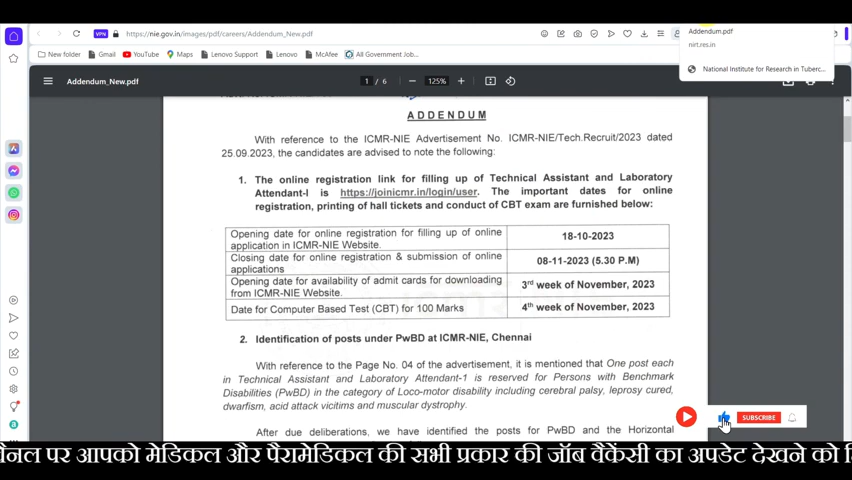 Addendum.pdf
nirt.res.in
National Institute for Research in Tuberc...
VPN https://nie.gov.in/images/pdf/careers/Addendum_New.pdf
New folder Gmail YouTube Maps Lenovo Support Lenovo McAfee All Government Job...
Addendum_New.pdf 1 / 6 125%
ADDENDUM
With reference to the ICMR-NIE Advertisement No. ICMR-NIE/Tech.Recruit/2023 dated
25.09.2023, the candidates are advised to note the following:
1. The online registration link for filling up of Technical Assistant and Laboratory
Attendant-I is https://joinicmr.in/login/user. The important dates for online
registration, printing of hall tickets and conduct of CBT exam are furnished below:
Opening date for online registration for filling up of online
application in ICMR-NIE Website.
18-10-2023
Closing date for online registration & submission of online
applications
08-11-2023 (5.30 P.M)
Opening date for availability of admit cards for downloading
from ICMR-NIE Website.
3rd week of November, 2023
Date for Computer Based Test (CBT) for 100 Marks
4th week of November, 2023
2. Identification of posts under PwBD at ICMR-NIE, Chennai
With reference to the Page No. 04 of the advertisement, it is mentioned that One post each
in Technical Assistant and Laboratory Attendant-1 is reserved for Persons with Benchmark
Disabilities (PwBD) in the category of Loco-motor disability including cerebral palsy, leprosy cured,
dwarfism, acid attack victims and muscular dystrophy.
After due deliberations, we have identified the posts for PwBD and the Horizontal
SUBSCRIBE
पर आपको मेडिकल और पैरामेडिकल की सभी प्रकार की जॉब वैकेंसी का अपडेट देखने को